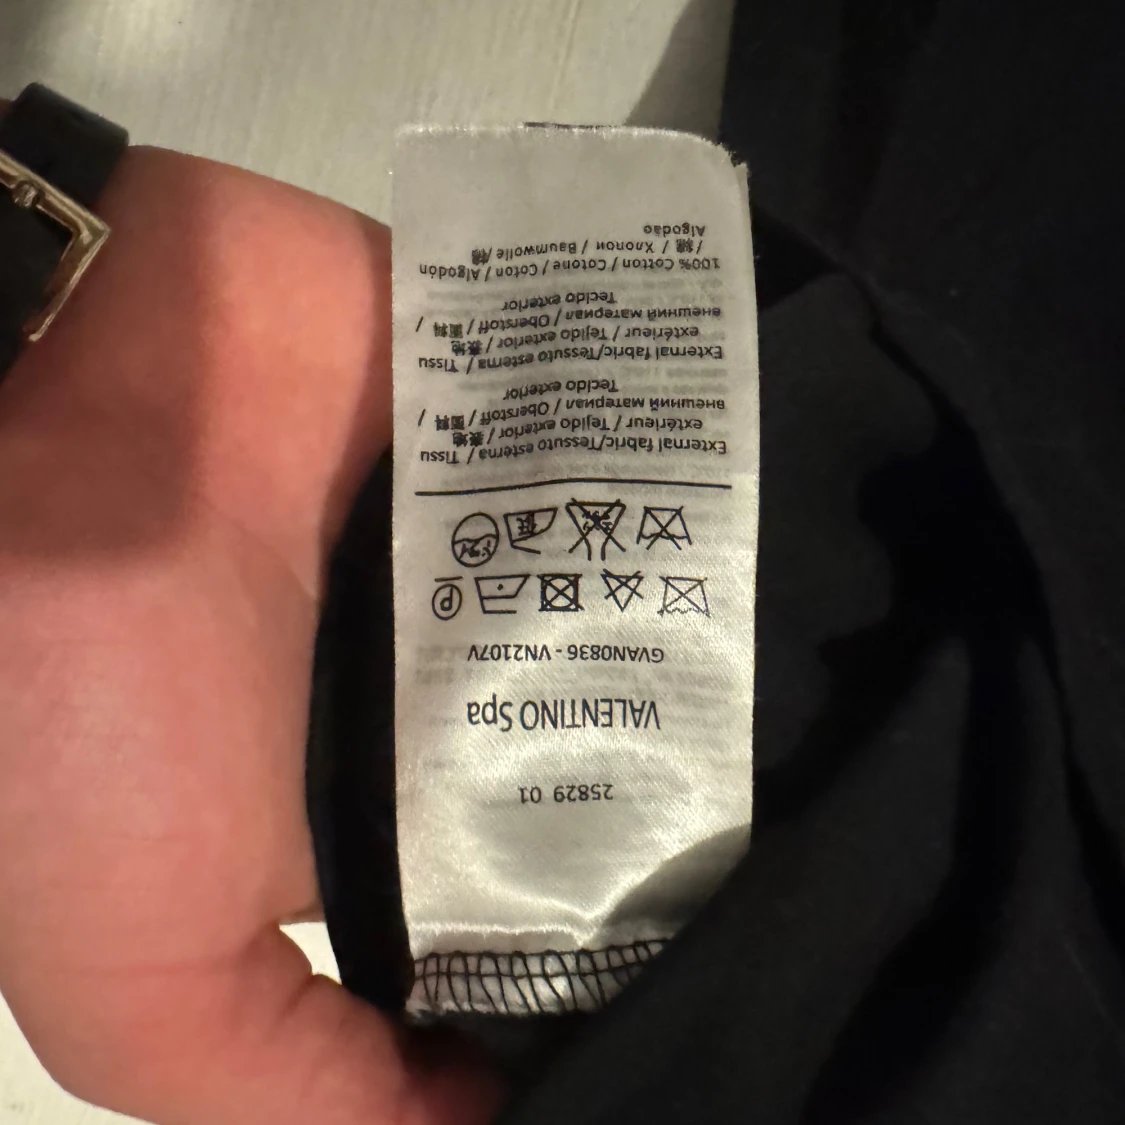 25829 01
VALENTINO Spa
GVAN0836 - VN2107V
P
External fabric/Tessuto esterna / Tissu
extérieur / Tejido exterior / 表地 /
внешний материал / Oberstoff / 面料 /
Tecido exterior
External fabric/Tessuto esterna / Tissu
extérieur / Tejido exterior / 表地 /
внешний материал / Oberstoff / 面料 /
Tecido exterior
100% Cotton / Cotone / Coton / Algodón
/ 綿 / Хлопок / Baumwolle / 棉
Algodao